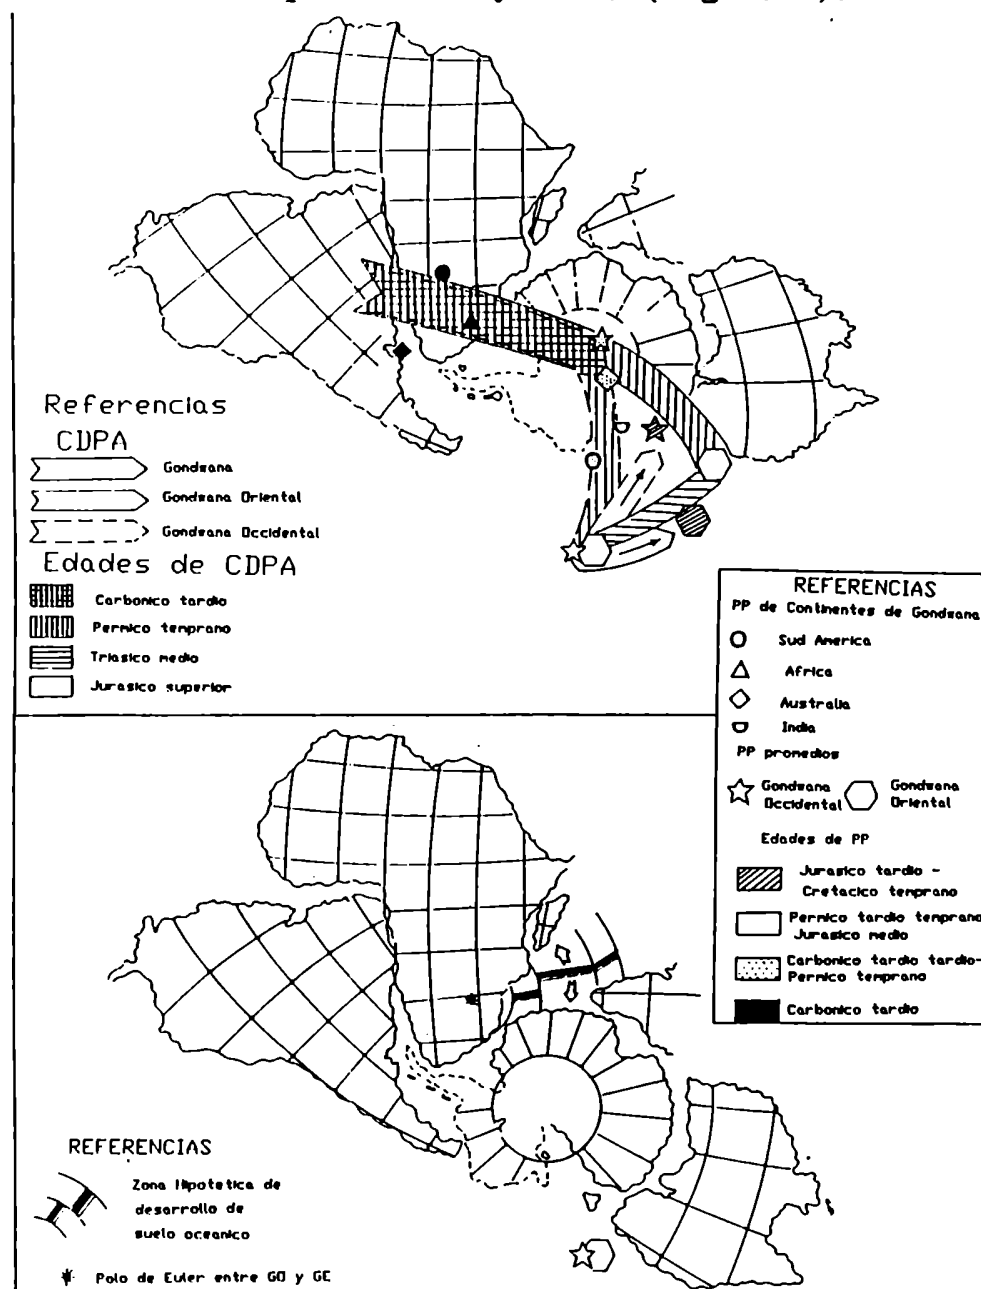 Referencias
CDPA
Gondwana
Gondwana Oriental
Gondwana Occidental
Edades de CDPA
Carbonico tardio
Permico temprano
Triasico medio
Jurasico superior
REFERENCIAS
PP de Continentes de Gondwana
Sud America
Africa
Australia
India
PP promedios
Gondwana Occidental
Gondwana Oriental
Edades de PP
Jurasico tardio -
Cretacico temprano
Permico tardio temprano
Jurasico medio
Carbonico tardio tardio-
Permico temprano
Carbonico tardio
REFERENCIAS
Zona Hipotetica de
desarrollo de
suelo oceanico
Polo de Euler entre GO y GE